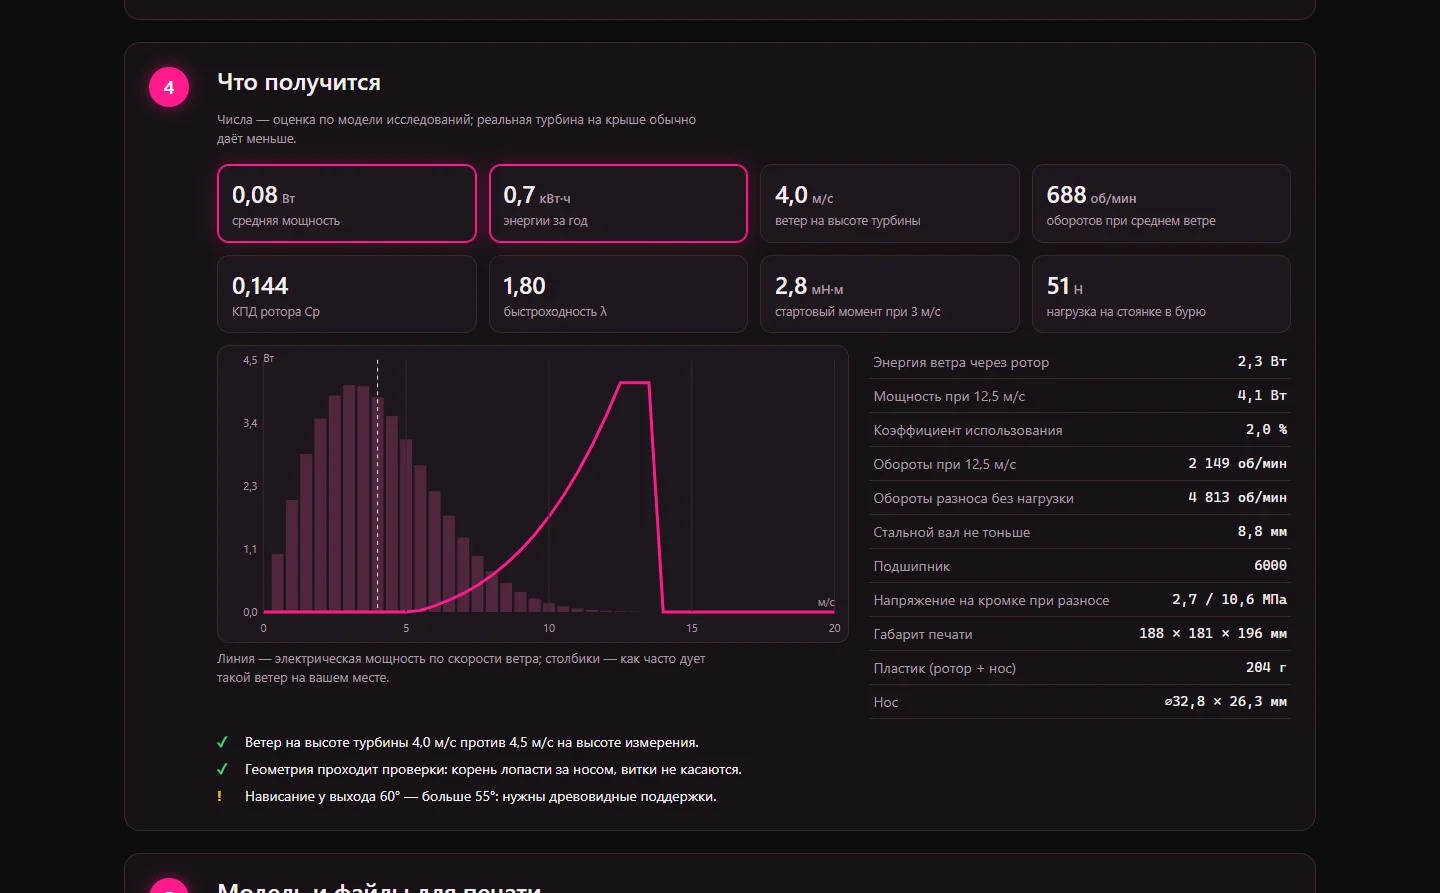 4
Что получится
Числа — оценка по модели исследований; реальная турбина на крыше обычно
даёт меньше.
0,08 Вт
средняя мощность
0,7 кВт·ч
энергии за год
4,0 м/с
ветер на высоте турбины
688 об/мин
оборотов при среднем ветре
0,144
КПД ротора Cp
1,80
быстроходность λ
2,8 мН·м
стартовый момент при 3 м/с
51 Н
нагрузка на стоянке в бурю
4,5 Вт
3,4
2,3
1,1
0,0
м/с
0 5 10 15 20
Линия — электрическая мощность по скорости ветра; столбики — как часто дует
такой ветер на вашем месте.
Энергия ветра через ротор 2,3 Вт
Мощность при 12,5 м/с 4,1 Вт
Коэффициент использования 2,0 %
Обороты при 12,5 м/с 2 149 об/мин
Обороты разноса без нагрузки 4 813 об/мин
Стальной вал не тоньше 8,8 мм
Подшипник 6000
Напряжение на кромке при разносе 2,7 / 10,6 МПа
Габарит печати 188 × 181 × 196 мм
Пластик (ротор + нос) 204 г
Нос ⌀32,8 × 26,3 мм
✓ Ветер на высоте турбины 4,0 м/с против 4,5 м/с на высоте измерения.
✓ Геометрия проходит проверки: корень лопасти за носом, витки не касаются.
! Нависание у выхода 60° — больше 55°: нужны древовидные поддержки.
Модель и файлы для печати